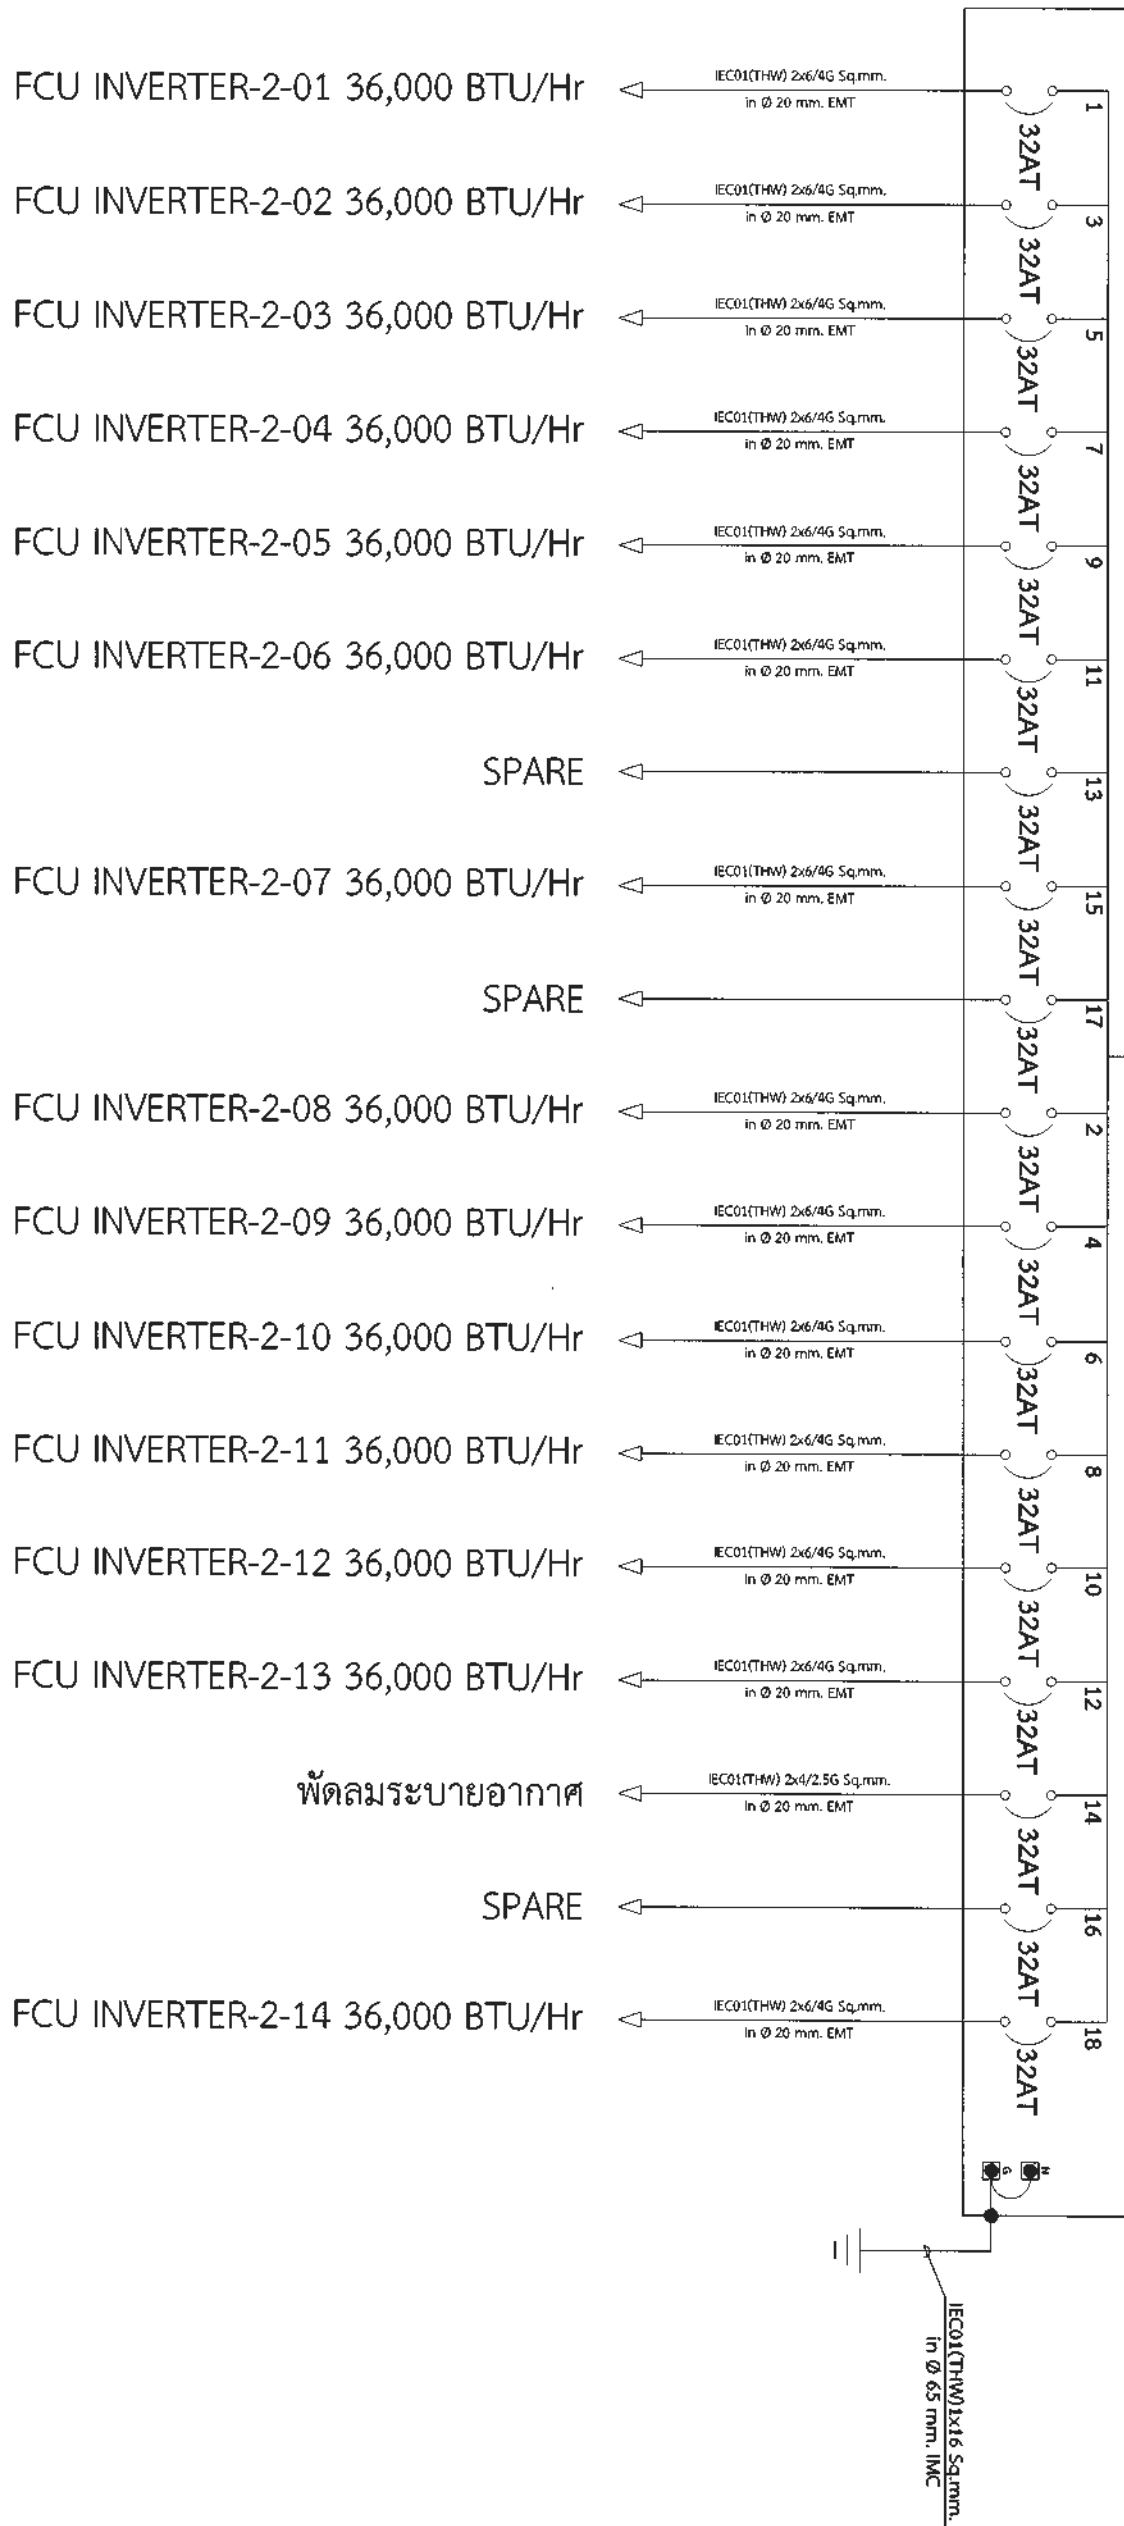 FCU INVERTER-2-01 36,000 BTU/Hr
IEC01(THW) 2x6/4G Sq.mm.
in Ø 20 mm. EMT
1
32AT
FCU INVERTER-2-02 36,000 BTU/Hr
IEC01(THW) 2x6/4G Sq.mm.
in Ø 20 mm. EMT
3
32AT
FCU INVERTER-2-03 36,000 BTU/Hr
IEC01(THW) 2x6/4G Sq.mm.
in Ø 20 mm. EMT
5
32AT
FCU INVERTER-2-04 36,000 BTU/Hr
IEC01(THW) 2x6/4G Sq.mm.
in Ø 20 mm. EMT
7
32AT
FCU INVERTER-2-05 36,000 BTU/Hr
IEC01(THW) 2x6/4G Sq.mm.
in Ø 20 mm. EMT
9
32AT
FCU INVERTER-2-06 36,000 BTU/Hr
IEC01(THW) 2x6/4G Sq.mm.
in Ø 20 mm. EMT
11
32AT
SPARE
13
32AT
FCU INVERTER-2-07 36,000 BTU/Hr
IEC01(THW) 2x6/4G Sq.mm.
in Ø 20 mm. EMT
15
32AT
SPARE
17
32AT
FCU INVERTER-2-08 36,000 BTU/Hr
IEC01(THW) 2x6/4G Sq.mm.
in Ø 20 mm. EMT
2
32AT
FCU INVERTER-2-09 36,000 BTU/Hr
IEC01(THW) 2x6/4G Sq.mm.
in Ø 20 mm. EMT
4
32AT
FCU INVERTER-2-10 36,000 BTU/Hr
IEC01(THW) 2x6/4G Sq.mm.
in Ø 20 mm. EMT
6
32AT
FCU INVERTER-2-11 36,000 BTU/Hr
IEC01(THW) 2x6/4G Sq.mm.
in Ø 20 mm. EMT
8
32AT
FCU INVERTER-2-12 36,000 BTU/Hr
IEC01(THW) 2x6/4G Sq.mm.
in Ø 20 mm. EMT
10
32AT
FCU INVERTER-2-13 36,000 BTU/Hr
IEC01(THW) 2x6/4G Sq.mm.
in Ø 20 mm. EMT
12
32AT
พัดลมระบายอากาศ
IEC01(THW) 2x4/2.5G Sq.mm.
in Ø 20 mm. EMT
14
32AT
SPARE
16
32AT
FCU INVERTER-2-14 36,000 BTU/Hr
IEC01(THW) 2x6/4G Sq.mm.
in Ø 20 mm. EMT
18
32AT
G
N
IEC01(THW)1x16 Sq.mm.
in Ø 65 mm. IMC